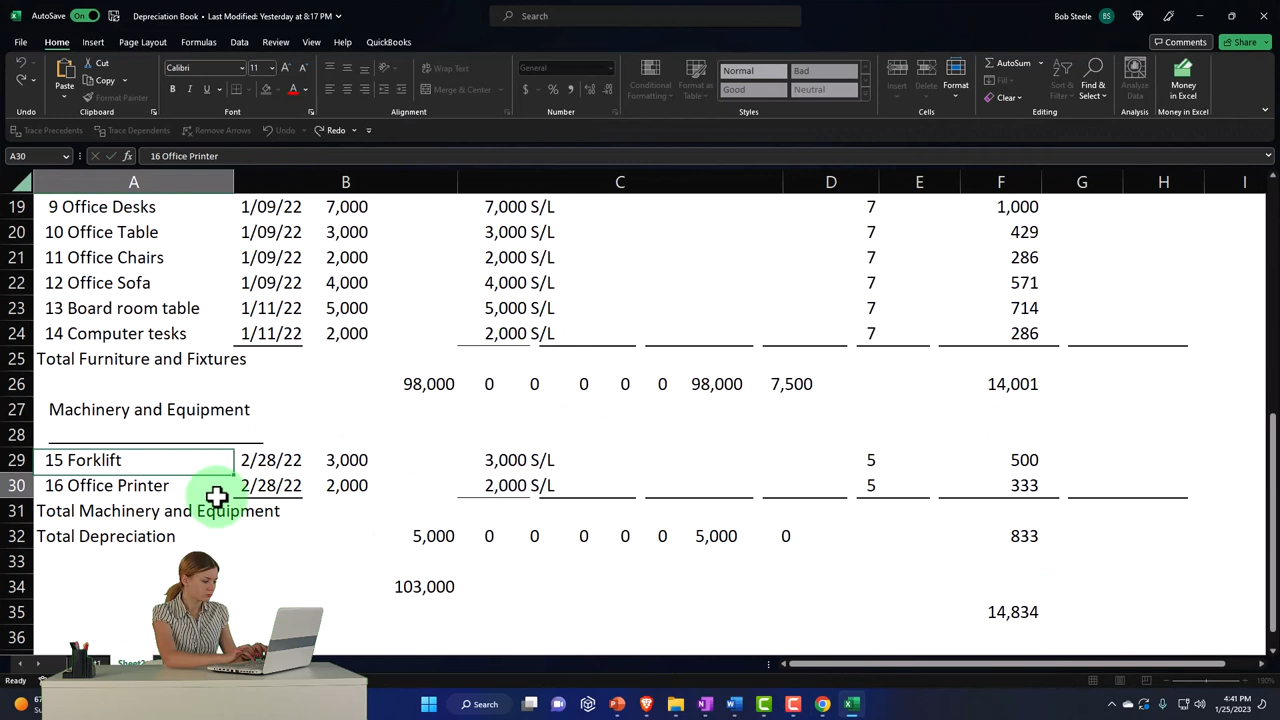 AutoSave On Depreciation Book • Last Modified: Yesterday at 8:17 PM Search Bob Steele BS
File Home Insert Page Layout Formulas Data Review View Help QuickBooks Comments Share
Cut Calibri 11 Wrap Text General Normal Bad AutoSum
Paste Copy Conditional Formatting Format as Table Insert Delete Format Sort & Filter Find & Select Analyze Data Money in Excel
Format Painter B I U A Merge & Center $ % Good Neutral Clear
Undo Clipboard Font Alignment Number Styles Cells Editing Analysis Money in Excel
Trace Precedents Trace Dependents Remove Arrows Undo Redo
A30 fx 16 Office Printer
A B C D E F G H I
19 9 Office Desks 1/09/22 7,000 7,000 S/L 7 1,000
20 10 Office Table 1/09/22 3,000 3,000 S/L 7 429
21 11 Office Chairs 1/09/22 2,000 2,000 S/L 7 286
22 12 Office Sofa 1/09/22 4,000 4,000 S/L 7 571
23 13 Board room table 1/11/22 5,000 5,000 S/L 7 714
24 14 Computer tesks 1/11/22 2,000 2,000 S/L 7 286
25 Total Furniture and Fixtures
26 98,000 0 0 0 0 0 98,000 7,500 14,001
27 Machinery and Equipment
28
29 15 Forklift 2/28/22 3,000 3,000 S/L 5 500
30 16 Office Printer 2/28/22 2,000 2,000 S/L 5 333
31 Total Machinery and Equipment
32 Total Depreciation 5,000 0 0 0 0 0 5,000 0 833
34 103,000
35 14,834
36
Ready 190%
Search 4:41 PM
1/25/2023